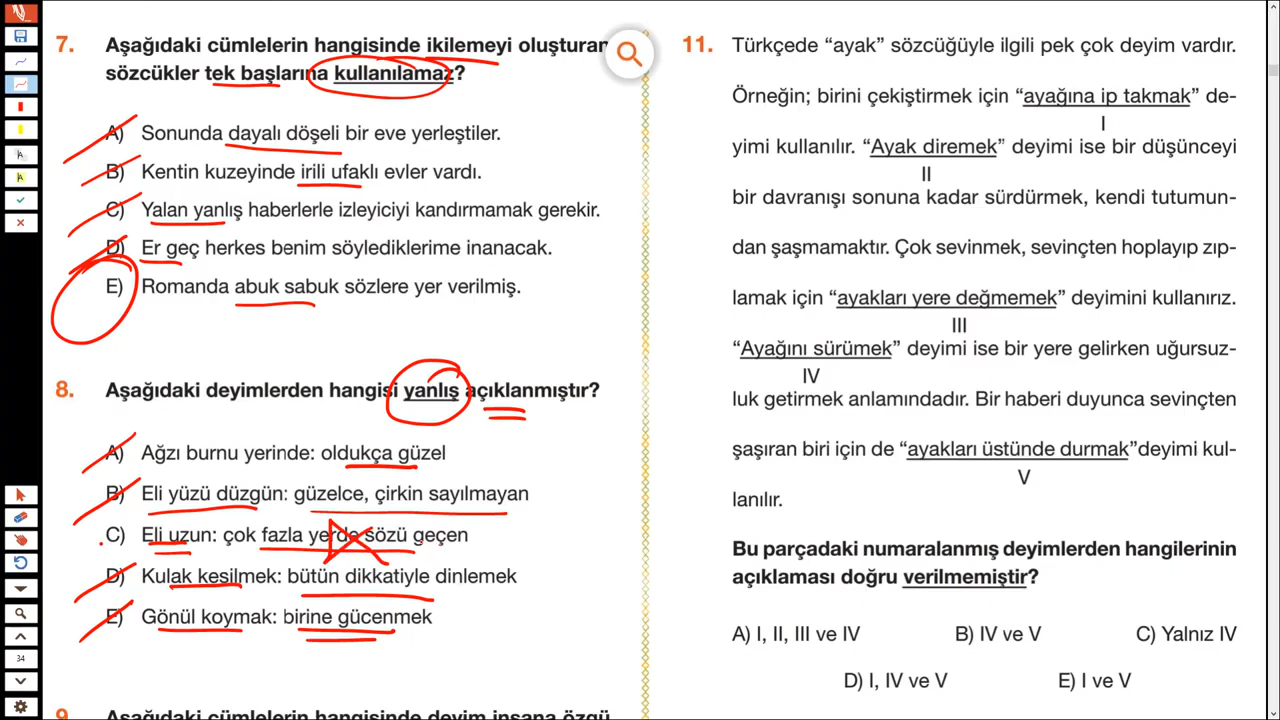 7. Aşağıdaki cümlelerin hangisinde ikilemeyi oluşturan
sözcükler tek başlarına kullanılamaz?
A) Sonunda dayalı döşeli bir eve yerleştiler.
B) Kentin kuzeyinde irili ufaklı evler vardı.
C) Yalan yanlış haberlerle izleyiciyi kandırmamak gerekir.
D) Er geç herkes benim söylediklerime inanacak.
E) Romanda abuk sabuk sözlere yer verilmiş.
8. Aşağıdaki deyimlerden hangisi yanlış açıklanmıştır?
A) Ağzı burnu yerinde: oldukça güzel
B) Eli yüzü düzgün: güzelce, çirkin sayılmayan
C) Eli uzun: çok fazla yerde sözü geçen
D) Kulak kesilmek: bütün dikkatiyle dinlemek
E) Gönül koymak: birine gücenmek
9. Aşağıdaki cümlelerin hangisinde deyim insana özgü
11. Türkçede “ayak” sözcüğüyle ilgili pek çok deyim vardır.
Örneğin; birini çekiştirmek için “ayağına ip takmak” de-
I
yimi kullanılır. “Ayak diremek” deyimi ise bir düşünceyi
II
bir davranışı sonuna kadar sürdürmek, kendi tutumun-
dan şaşmamaktır. Çok sevinmek, sevinçten hoplayıp zıp-
lamak için “ayakları yere değmemek” deyimini kullanırız.
III
“Ayağını sürümek” deyimi ise bir yere gelirken uğursuz-
IV
luk getirmek anlamındadır. Bir haberi duyunca sevinçten
şaşıran biri için de “ayakları üstünde durmak”deyimi kul-
V
lanılır.
Bu parçadaki numaralanmış deyimlerden hangilerinin
açıklaması doğru verilmemiştir?
A) I, II, III ve IV B) IV ve V C) Yalnız IV
D) I, IV ve V E) I ve V
34